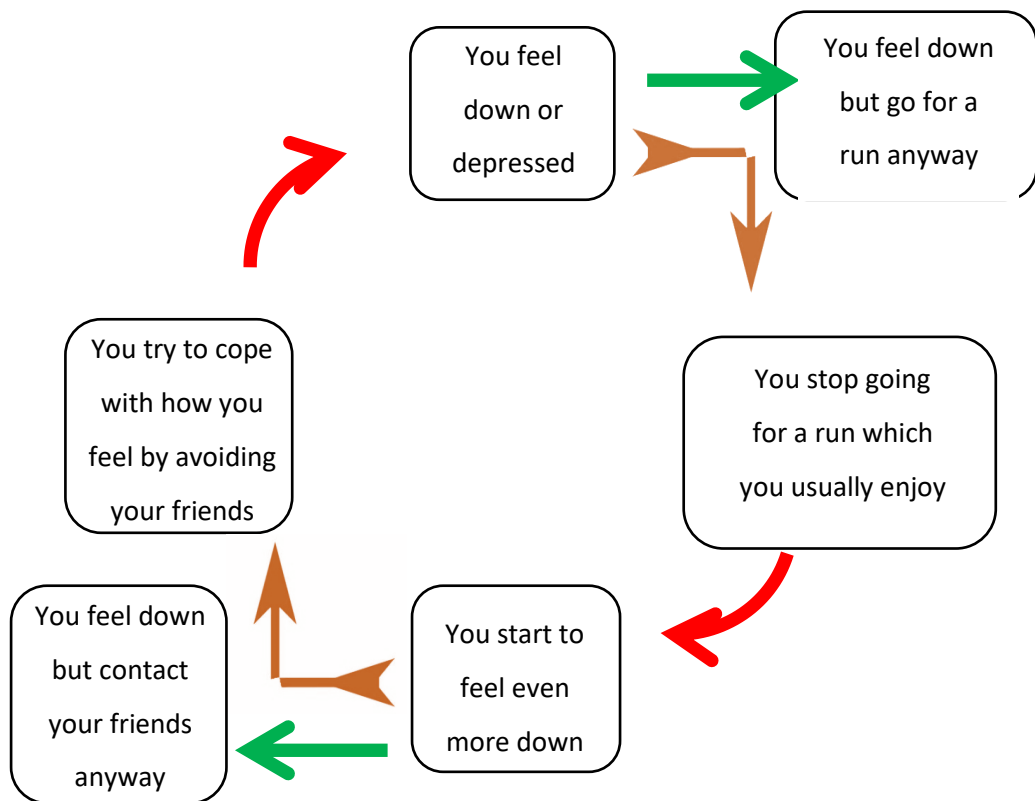 You feel
down or
depressed
You feel down
but go for a
run anyway
You stop going
for a run which
you usually enjoy
You start to
feel even
more down
You feel down
but contact
your friends
anyway
You try to cope
with how you
feel by avoiding
your friends